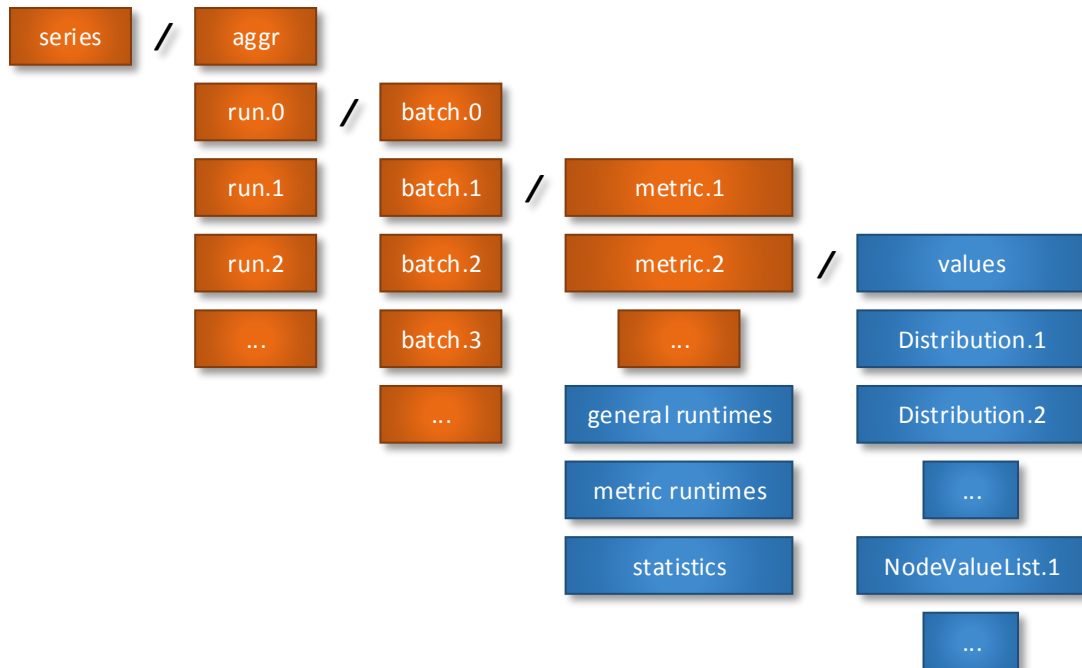 series / aggr
run.0 / batch.0
run.1 batch.1 / metric.1
run.2 batch.2 metric.2 / values
... batch.3 ... Distribution.1
... general runtimes Distribution.2
metric runtimes ...
statistics NodeValueList.1
...